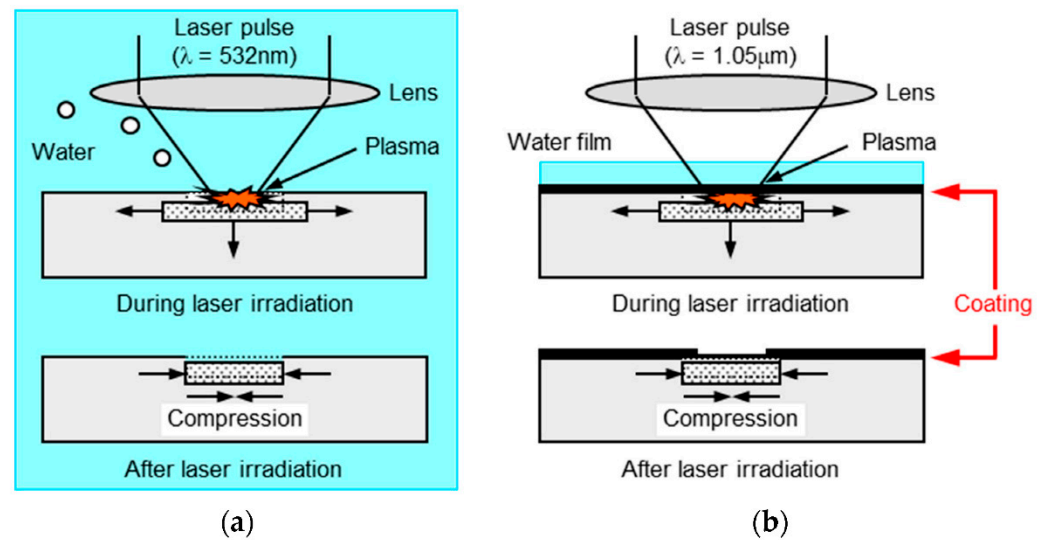 Laser pulse
(λ = 532nm)
Lens
Water
Plasma
During laser irradiation
Compression
After laser irradiation
(a)
Laser pulse
(λ = 1.05μm)
Lens
Water film
Plasma
During laser irradiation
Coating
Compression
After laser irradiation
(b)